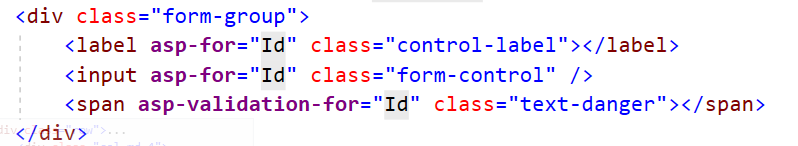 <div class="form-group">
<label asp-for="Id" class="control-label"></label>
<input asp-for="Id" class="form-control" />
<span asp-validation-for="Id" class="text-danger"></span>
</div>